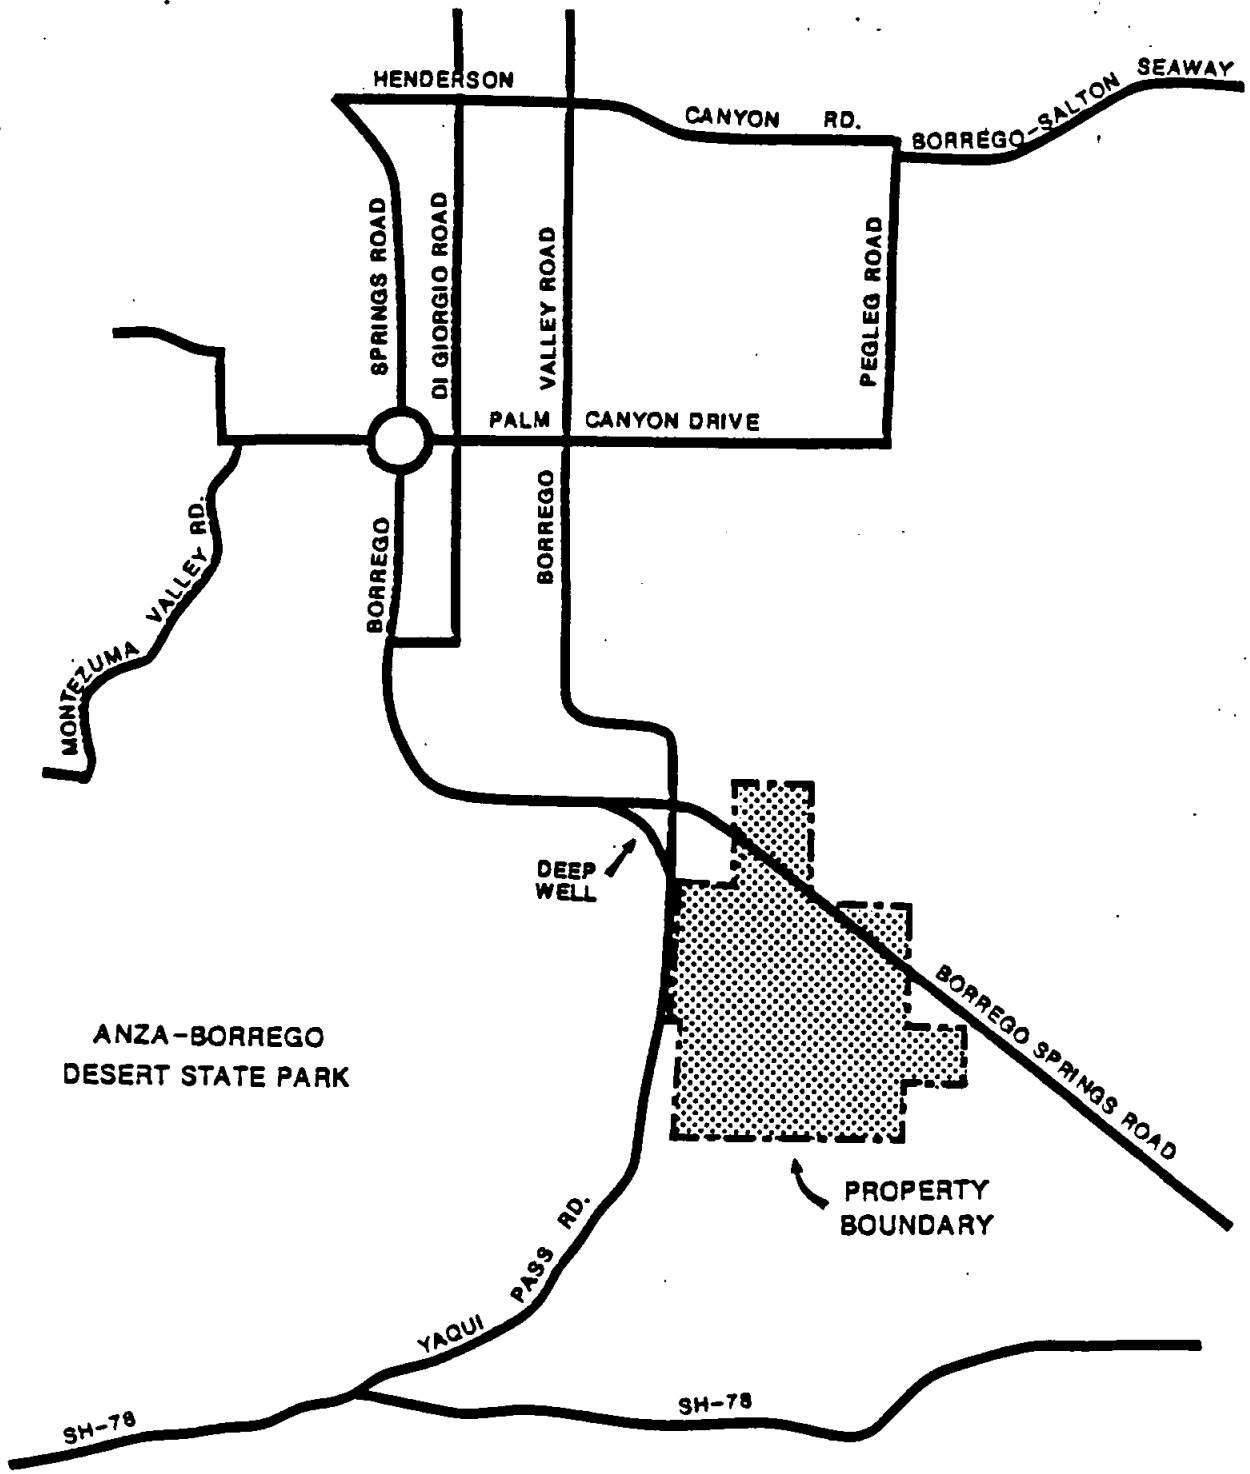 SEAWAY
HENDERSON
CANYON RD.
BORREGO-SALTON
SPRINGS ROAD
DI GIORGIO ROAD
VALLEY ROAD
PEGLEG ROAD
PALM CANYON DRIVE
BORREGO
BORREGO
MONTEZUMA VALLEY RD.
DEEP
WELL
BORREGO SPRINGS ROAD
ANZA-BORREGO
DESERT STATE PARK
PROPERTY
BOUNDARY
YAQUI PASS RD.
SH-78
SH-78